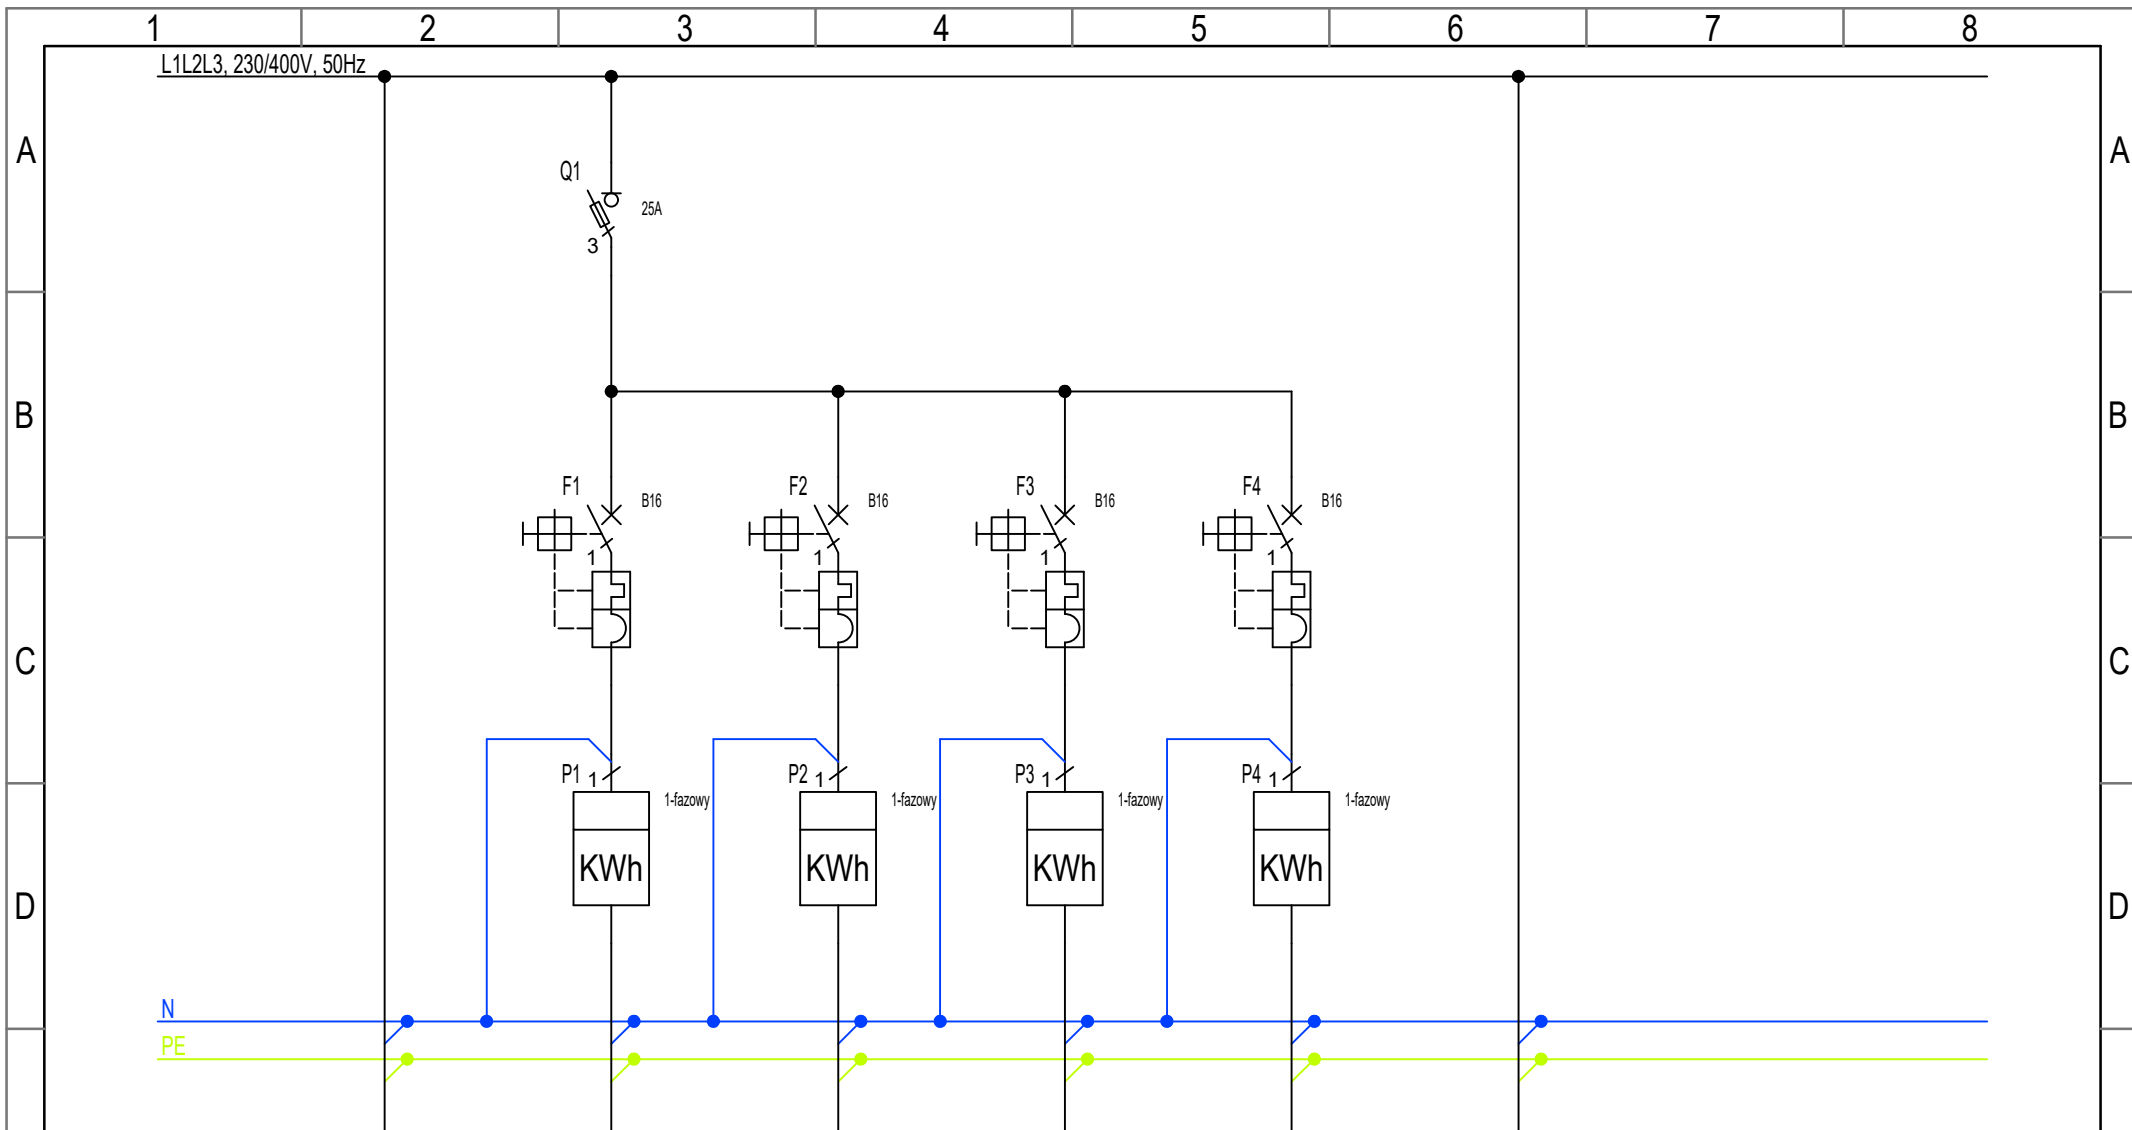 1 2 3 4 5 6 7 8
L1L2L3, 230/400V, 50Hz
A A
Q1
25A
3
B B
F1 B16 F2 B16 F3 B16 F4 B16
1 1 1 1
C C
P1 1 P2 1 P3 1 P4 1
1-fazowy 1-fazowy 1-fazowy 1-fazowy
KWh KWh KWh KWh
D D
N
PE